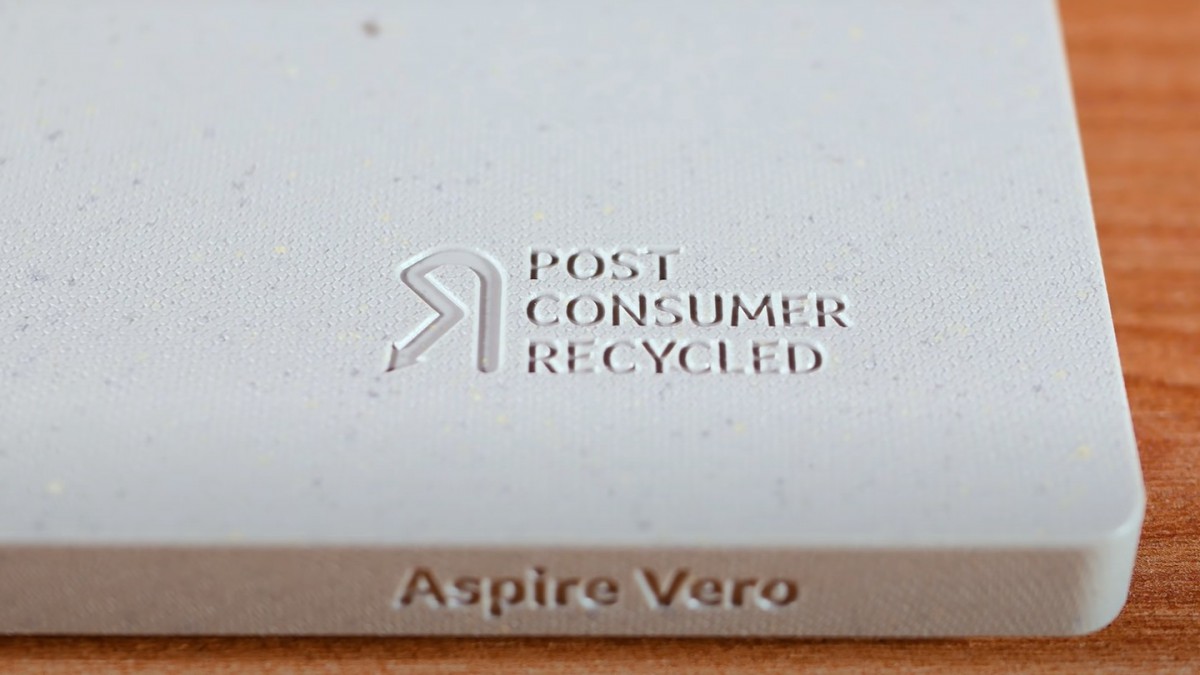 POST
CONSUMER
RECYCLED
Aspire Vero